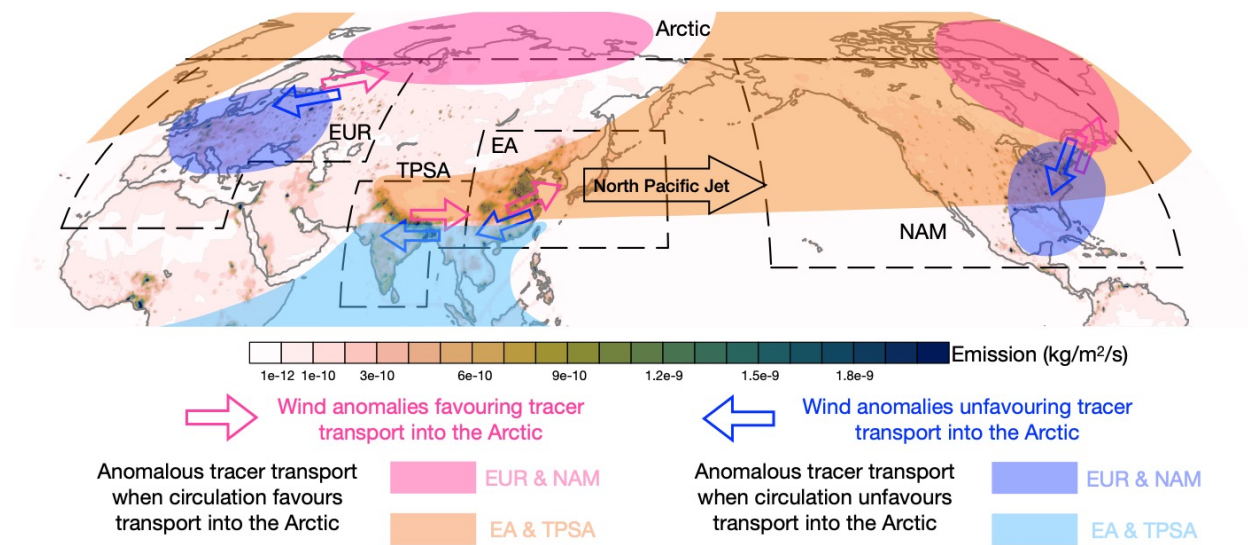 Arctic
EUR
EA
TPSA
North Pacific Jet
NAM
Emission (kg/m²/s)
1e-12 1e-10 3e-10 6e-10 9e-10 1.2e-9 1.5e-9 1.8e-9
Wind anomalies favouring tracer
transport into the Arctic
Wind anomalies unfavouring tracer
transport into the Arctic
Anomalous tracer transport
when circulation favours
transport into the Arctic
EUR & NAM
EA & TPSA
Anomalous tracer transport
when circulation unfavours
transport into the Arctic
EUR & NAM
EA & TPSA